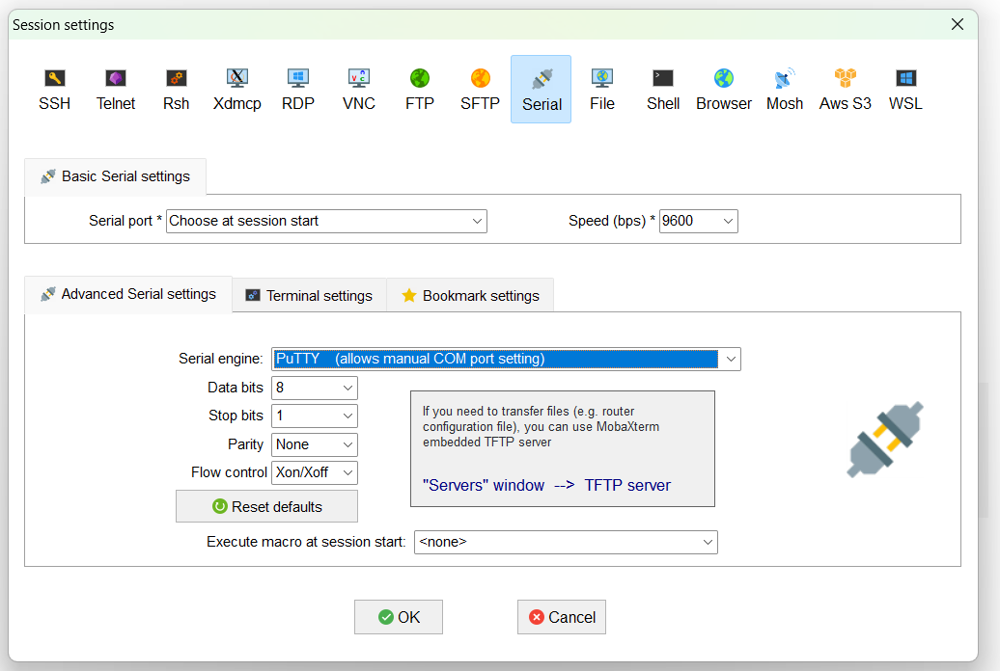 Session settings
SSH Telnet Rsh Xdmcp RDP VNC FTP SFTP Serial File Shell Browser Mosh Aws S3 WSL
Basic Serial settings
Serial port * Choose at session start Speed (bps) * 9600
Advanced Serial settings Terminal settings Bookmark settings
Serial engine: PuTTY (allows manual COM port setting)
Data bits 8
Stop bits 1
Parity None
Flow control Xon/Xoff
If you need to transfer files (e.g. router
configuration file), you can use MobaXterm
embedded TFTP server
"Servers" window --> TFTP server
Reset defaults
Execute macro at session start: <none>
OK Cancel